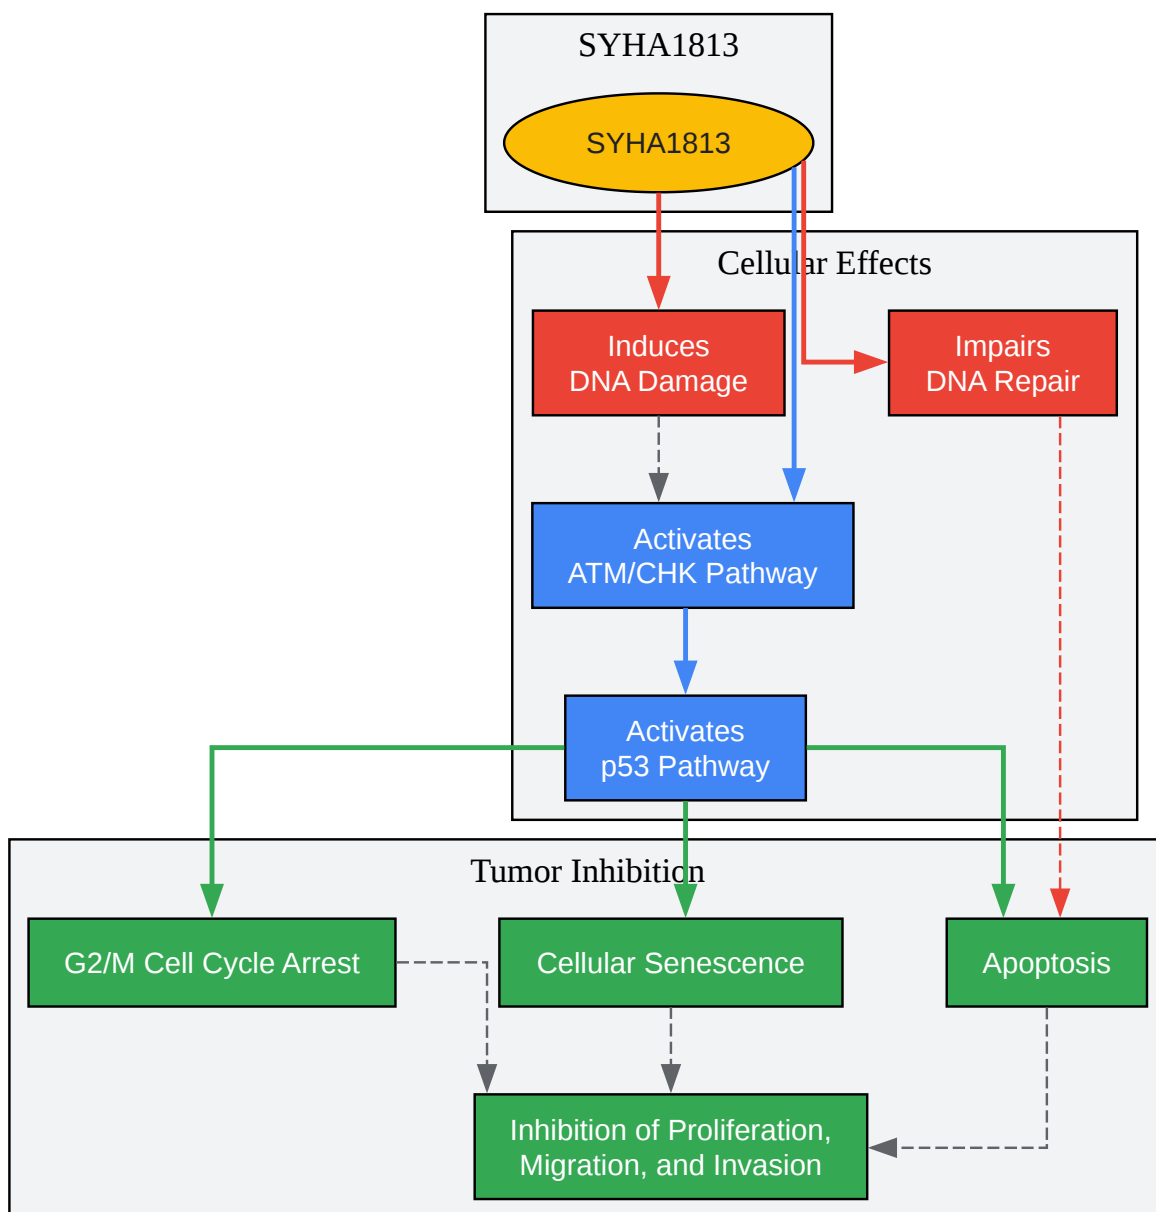 SYHA1813
SYHA1813
Cellular Effects
Induces
DNA Damage
Impairs
DNA Repair
Activates
ATM/CHK Pathway
Activates
p53 Pathway
Tumor Inhibition
G2/M Cell Cycle Arrest
Cellular Senescence
Apoptosis
Inhibition of Proliferation,
Migration, and Invasion